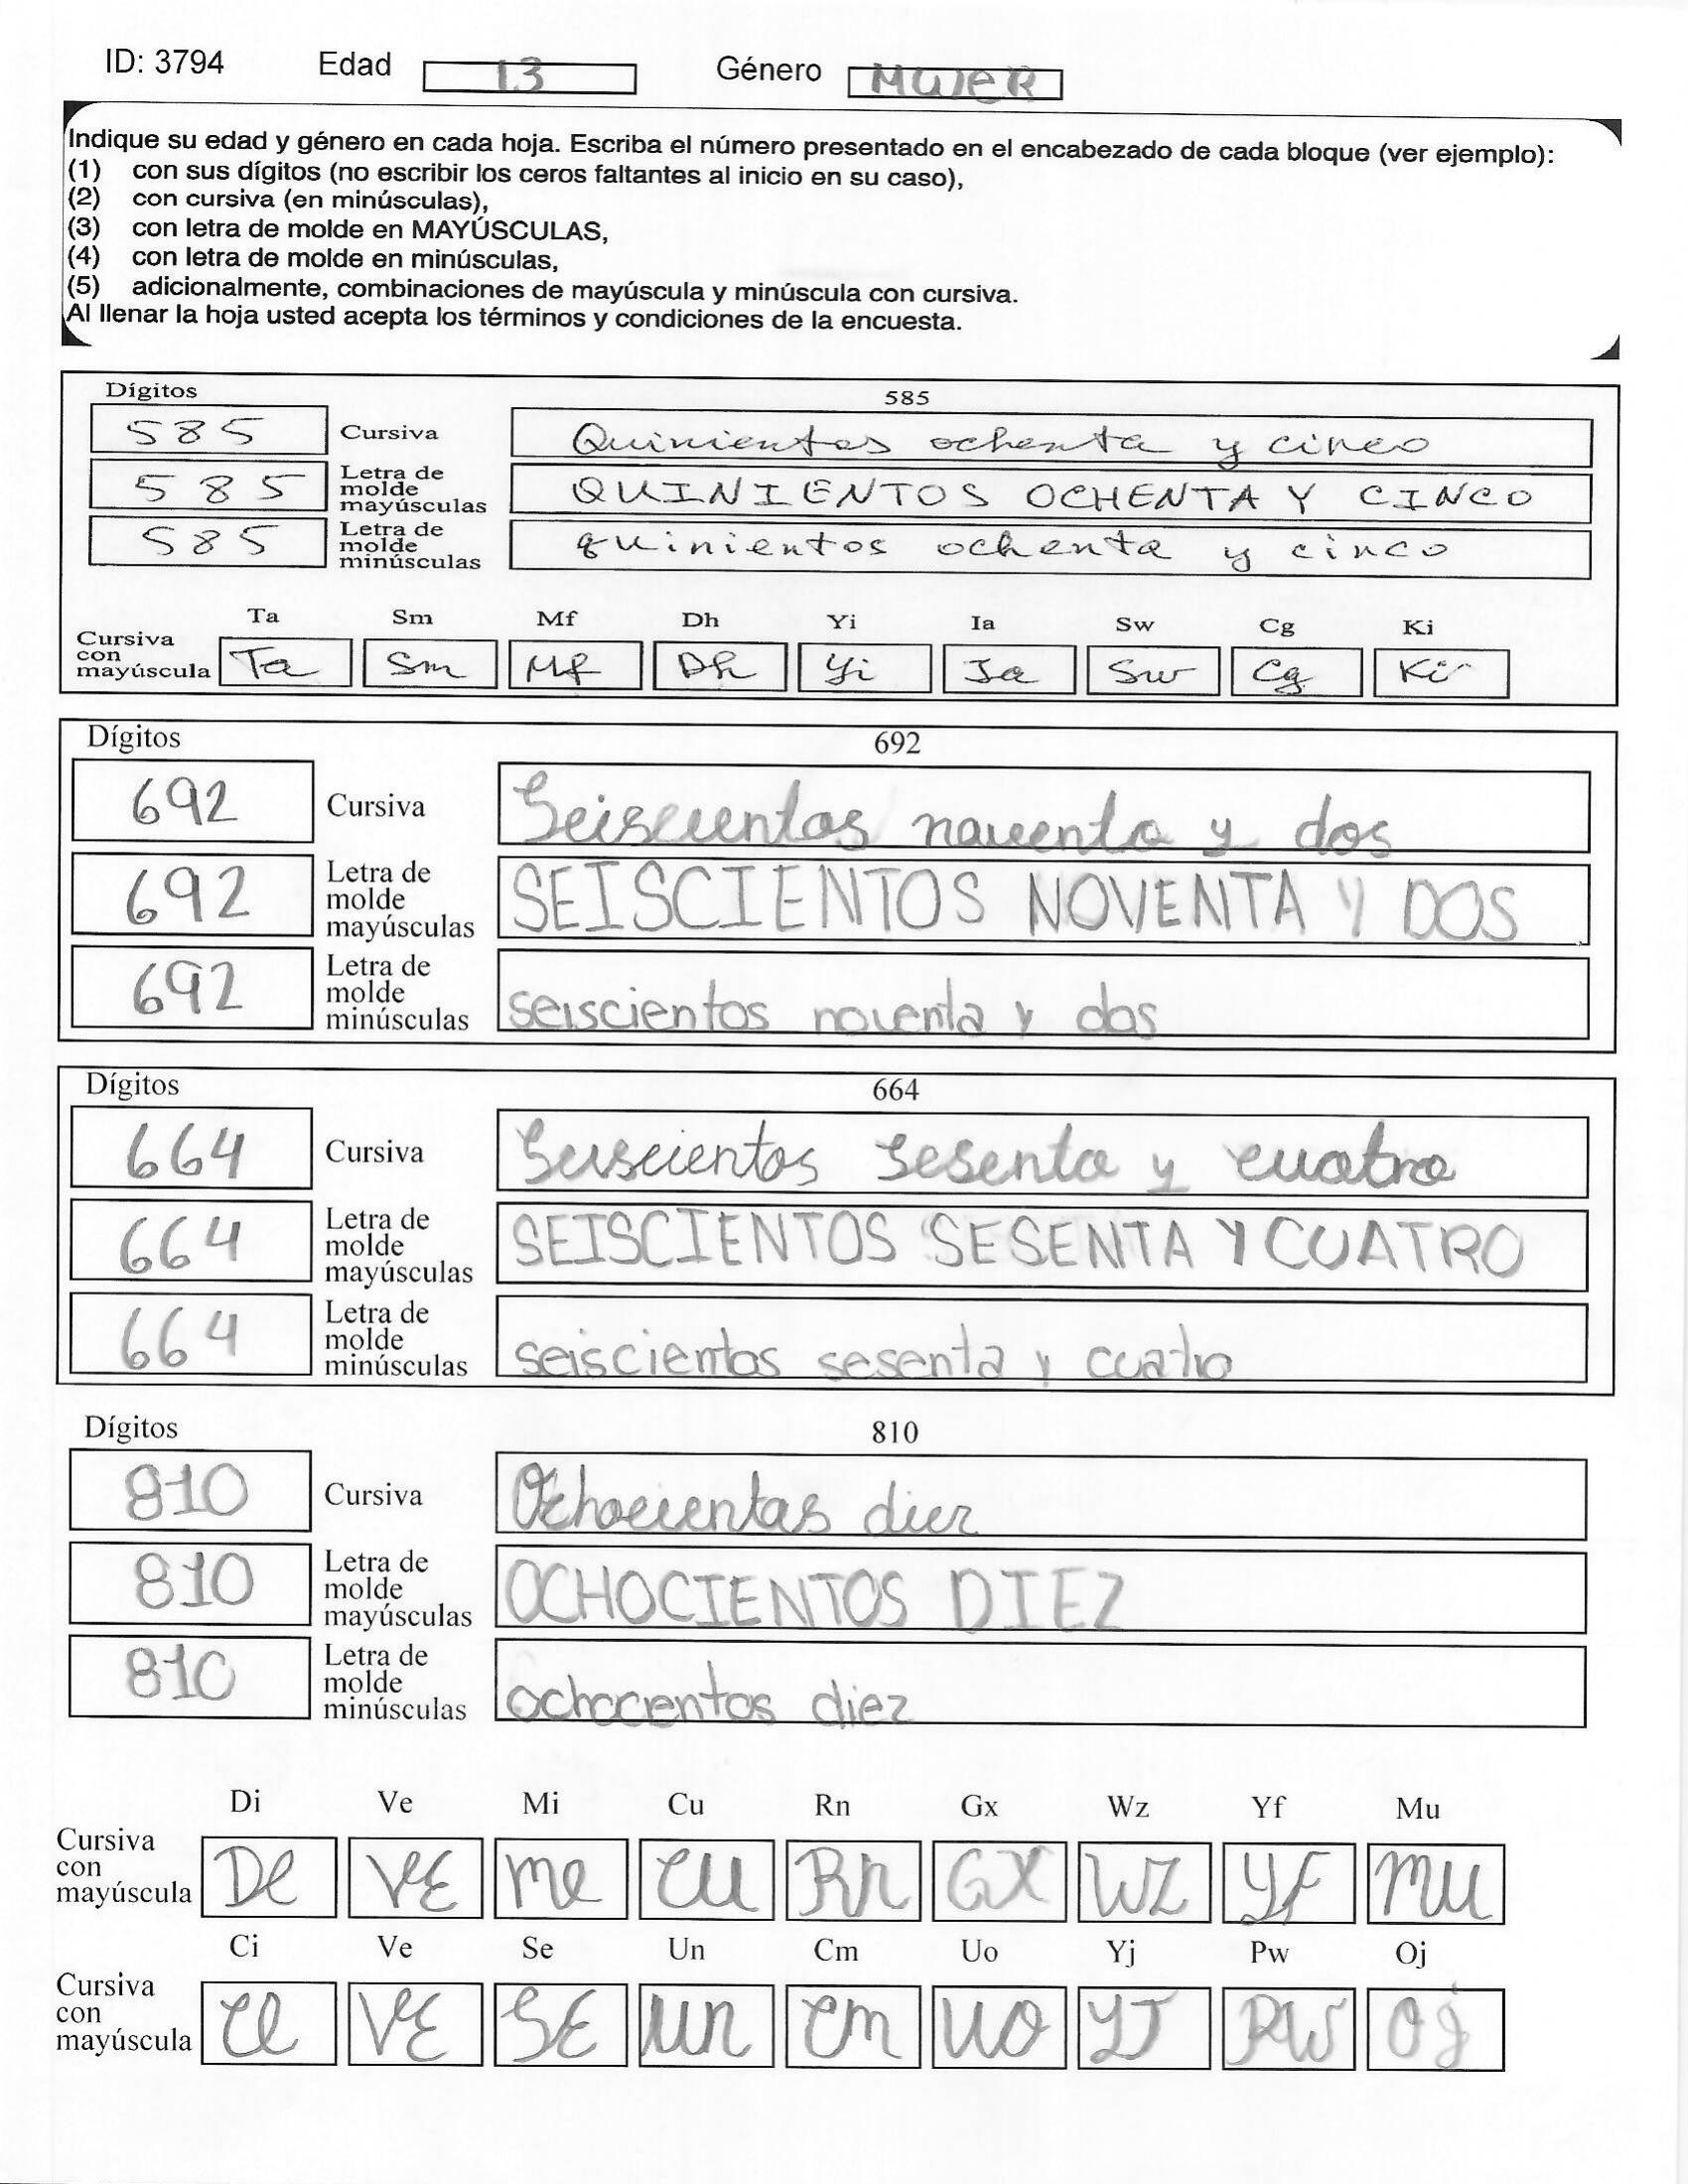 ID: 3794 Edad 13 Género MUJER
Indique su edad y género en cada hoja. Escriba el número presentado en el encabezado de cada bloque (ver ejemplo):
(1) con sus dígitos (no escribir los ceros faltantes al inicio en su caso),
(2) con cursiva (en minúsculas),
(3) con letra de molde en MAYÚSCULAS,
(4) con letra de molde en minúsculas,
(5) adicionalmente, combinaciones de mayúscula y minúscula con cursiva.
Al llenar la hoja usted acepta los términos y condiciones de la encuesta.
Dígitos 585
585 Cursiva Quinientos ochenta y cinco
585 Letra de molde mayúsculas QUINIENTOS OCHENTA Y CINCO
585 Letra de molde minúsculas quinientos ochenta y cinco
Ta Sm Mf Dh Yi Ia Sw Cg Ki
Cursiva con mayúscula Ta Sm Mf Dh Yi Ia Sw Cg Ki
Dígitos 692
692 Cursiva Seiscientos noventa y dos
692 Letra de molde mayúsculas SEISCIENTOS NOVENTA Y DOS
692 Letra de molde minúsculas seiscientos noventa y dos
Dígitos 664
664 Cursiva Seiscientos sesenta y cuatro
664 Letra de molde mayúsculas SEISCIENTOS SESENTA Y CUATRO
664 Letra de molde minúsculas seiscientos sesenta y cuatro
Dígitos 810
810 Cursiva Ochocientos diez
810 Letra de molde mayúsculas OCHOCIENTOS DIEZ
810 Letra de molde minúsculas ochocientos diez
Di Ve Mi Cu Rn Gx Wz Yf Mu
Cursiva con mayúscula VE CU Rn GX WZ Yf MU
Ci Ve Se Un Cm Uo Yj Pw Oj
Cursiva con mayúscula VE SE Un Cm UO YJ PW Oj